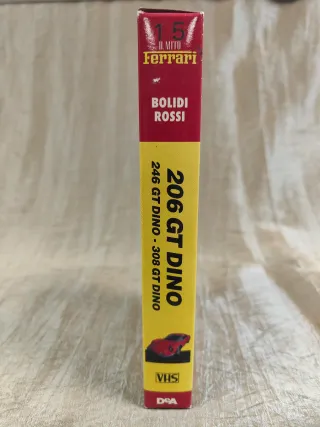 15
IL MITO
Ferrari
BOLIDI
ROSSI
206 GT DINO
246 GT DINO - 308 GT DINO
VHS
DeA